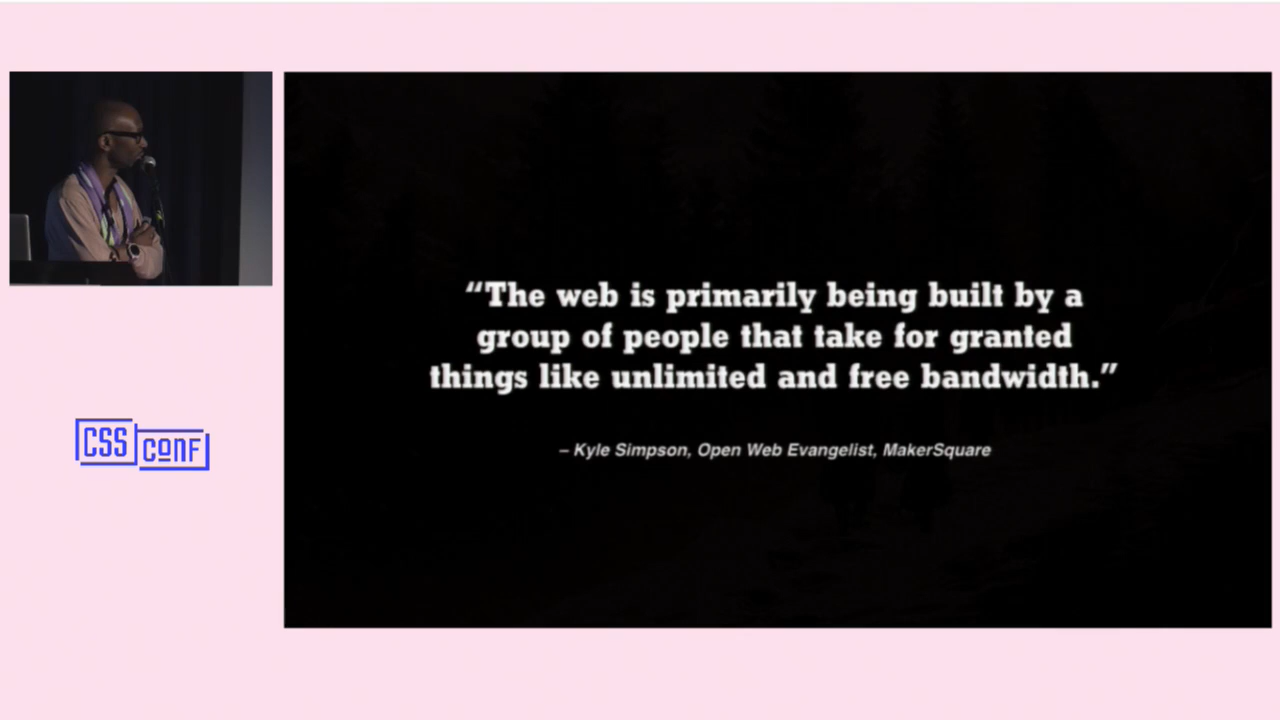 “The web is primarily being built by a
group of people that take for granted
things like unlimited and free bandwidth.”
– Kyle Simpson, Open Web Evangelist, MakerSquare
CSS
CONF